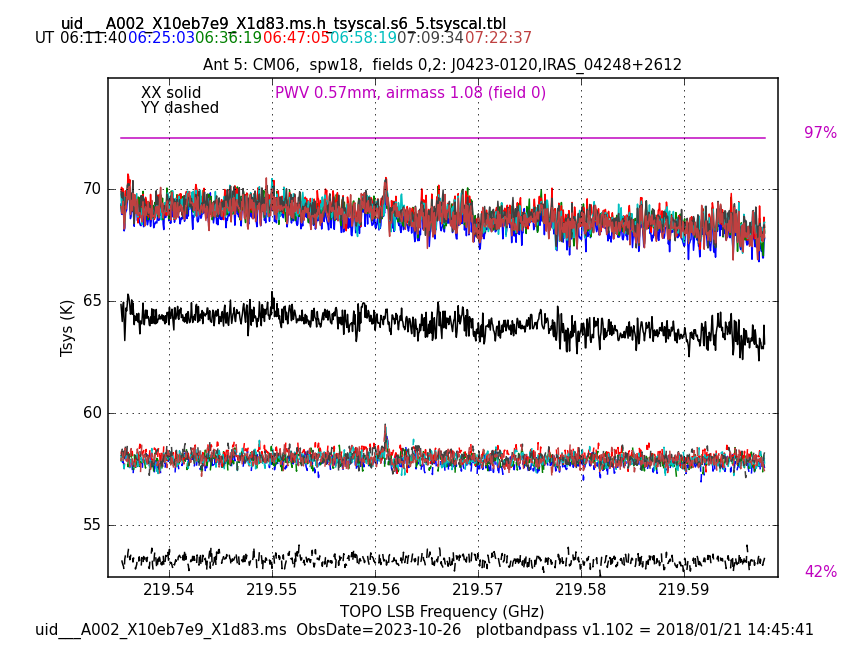 uid___A002_X10eb7e9_X1d83.ms.h_tsyscal.s6_5.tsyscal.tbl
UT 06:11:40 06:25:03 06:36:19 06:47:05 06:58:19 07:09:34 07:22:37
Ant 5: CM06,  spw18,  fields 0,2: J0423-0120,IRAS_04248+2612
XX solid
PWV 0.57mm, airmass 1.08 (field 0)
YY dashed
97%
70
65
60
55
Tsys (K)
42%
219.54 219.55 219.56 219.57 219.58 219.59
TOPO LSB Frequency (GHz)
uid___A002_X10eb7e9_X1d83.ms  ObsDate=2023-10-26   plotbandpass v1.102 = 2018/01/21 14:45:41